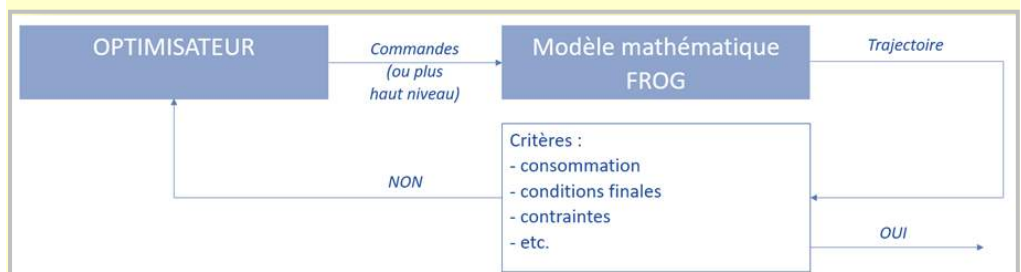 OPTIMISATEUR
Commandes
(ou plus
haut niveau)
Modèle mathématique
FROG
Trajectoire
Critères :
- consommation
- conditions finales
- contraintes
- etc.
NON
OUI